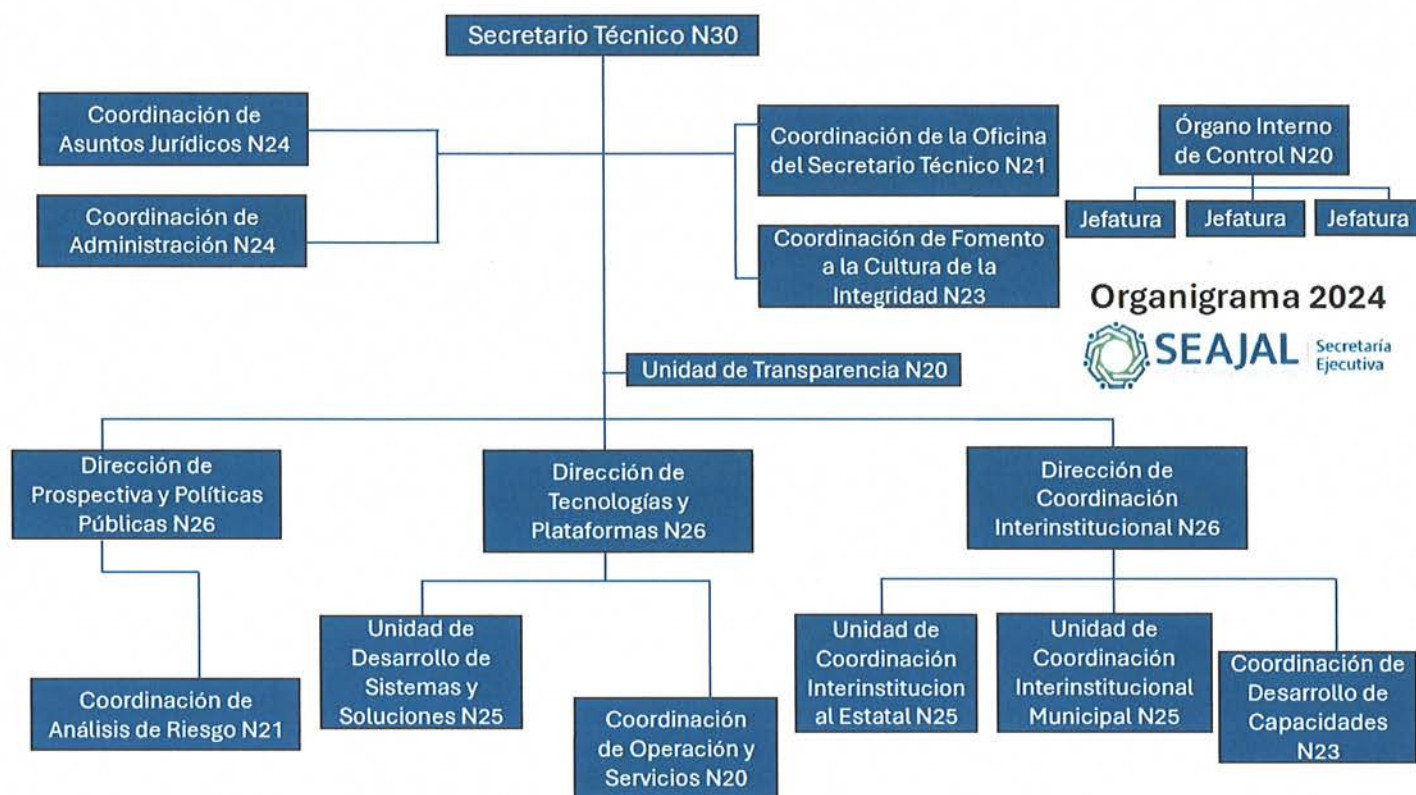 Secretario Técnico N30
Coordinación de
Asuntos Jurídicos N24
Coordinación de
Administración N24
Coordinación de la Oficina
del Secretario Técnico N21
Coordinación de Fomento
a la Cultura de la
Integridad N23
Órgano Interno
de Control N20
Jefatura
Jefatura
Jefatura
Organigrama 2024
SEAJAL
Secretaría
Ejecutiva
Unidad de Transparencia N20
Dirección de
Prospectiva y Políticas
Públicas N26
Dirección de
Tecnologías y
Plataformas N26
Dirección de
Coordinación
Interinstitucional N26
Coordinación de
Análisis de Riesgo N21
Unidad de
Desarrollo de
Sistemas y
Soluciones N25
Coordinación
de Operación y
Servicios N20
Unidad de
Coordinación
Interinstitucion
al Estatal N25
Unidad de
Coordinación
Interinstitucional
Municipal N25
Coordinación de
Desarrollo de
Capacidades
N23